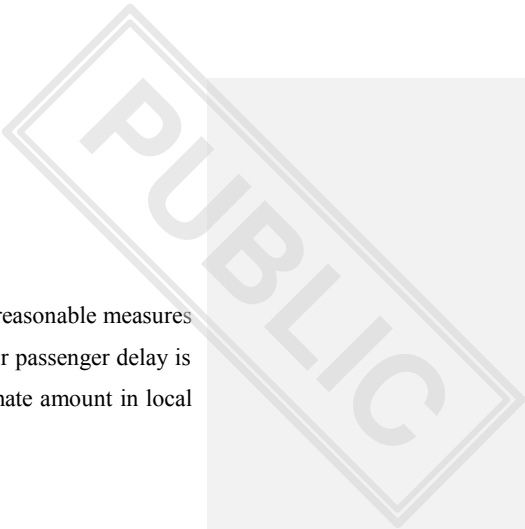 PUBLIC
reasonable measures
r passenger delay is
nate amount in local